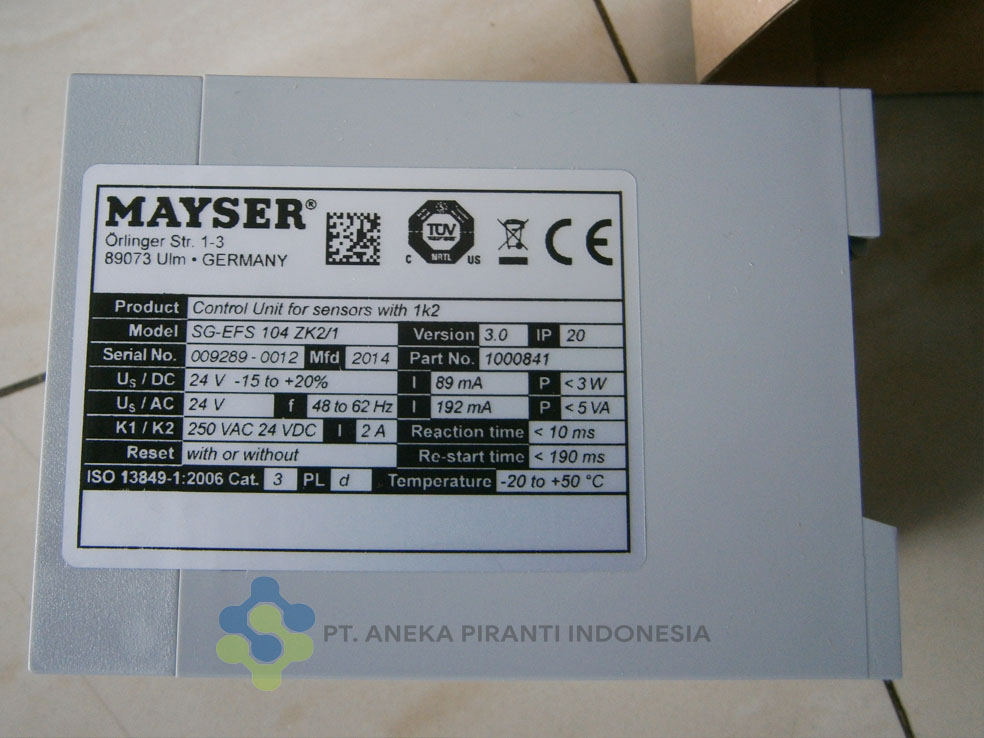 MAYSER®
Örlinger Str. 1-3
89073 Ulm • GERMANY
TÜV
C NRTL US
CE
Product Control Unit for sensors with 1k2
Model SG-EFS 104 ZK2/1 Version 3.0 IP 20
Serial No. 009289-0012 Mfd 2014 Part No. 1000841
Us / DC 24 V -15 to +20% I 89 mA P < 3 W
Us / AC 24 V f 48 to 62 Hz I 192 mA P < 5 VA
K1 / K2 250 VAC 24 VDC I 2 A Reaction time < 10 ms
Reset with or without Re-start time < 190 ms
ISO 13849-1:2006 Cat. 3 PL d Temperature -20 to +50 °C
PT. ANEKA PIRANTI INDONESIA